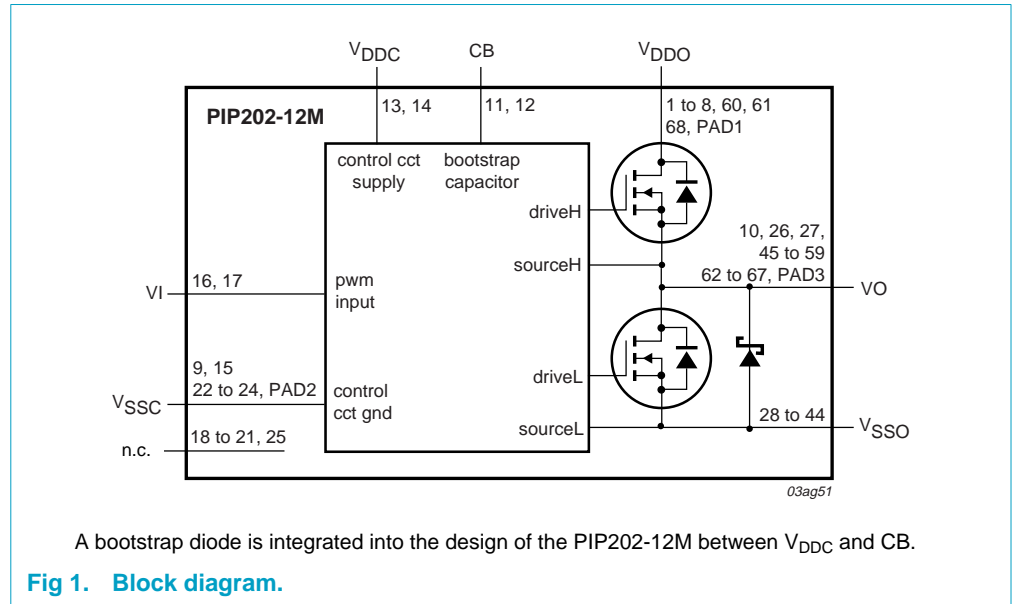 VDDC
CB
VDDO
PIP202-12M
13, 14
11, 12
1 to 8, 60, 61
68, PAD1
control cct
supply
bootstrap
capacitor
driveH
10, 26, 27,
45 to 59
62 to 67, PAD3
sourceH
VI
16, 17
pwm
input
VO
9, 15
22 to 24, PAD2
VSSC
control
cct gnd
driveL
sourceL
28 to 44
VSSO
n.c.
18 to 21, 25
03ag51
A bootstrap diode is integrated into the design of the PIP202-12M between VDDC and CB.
Fig 1. Block diagram.